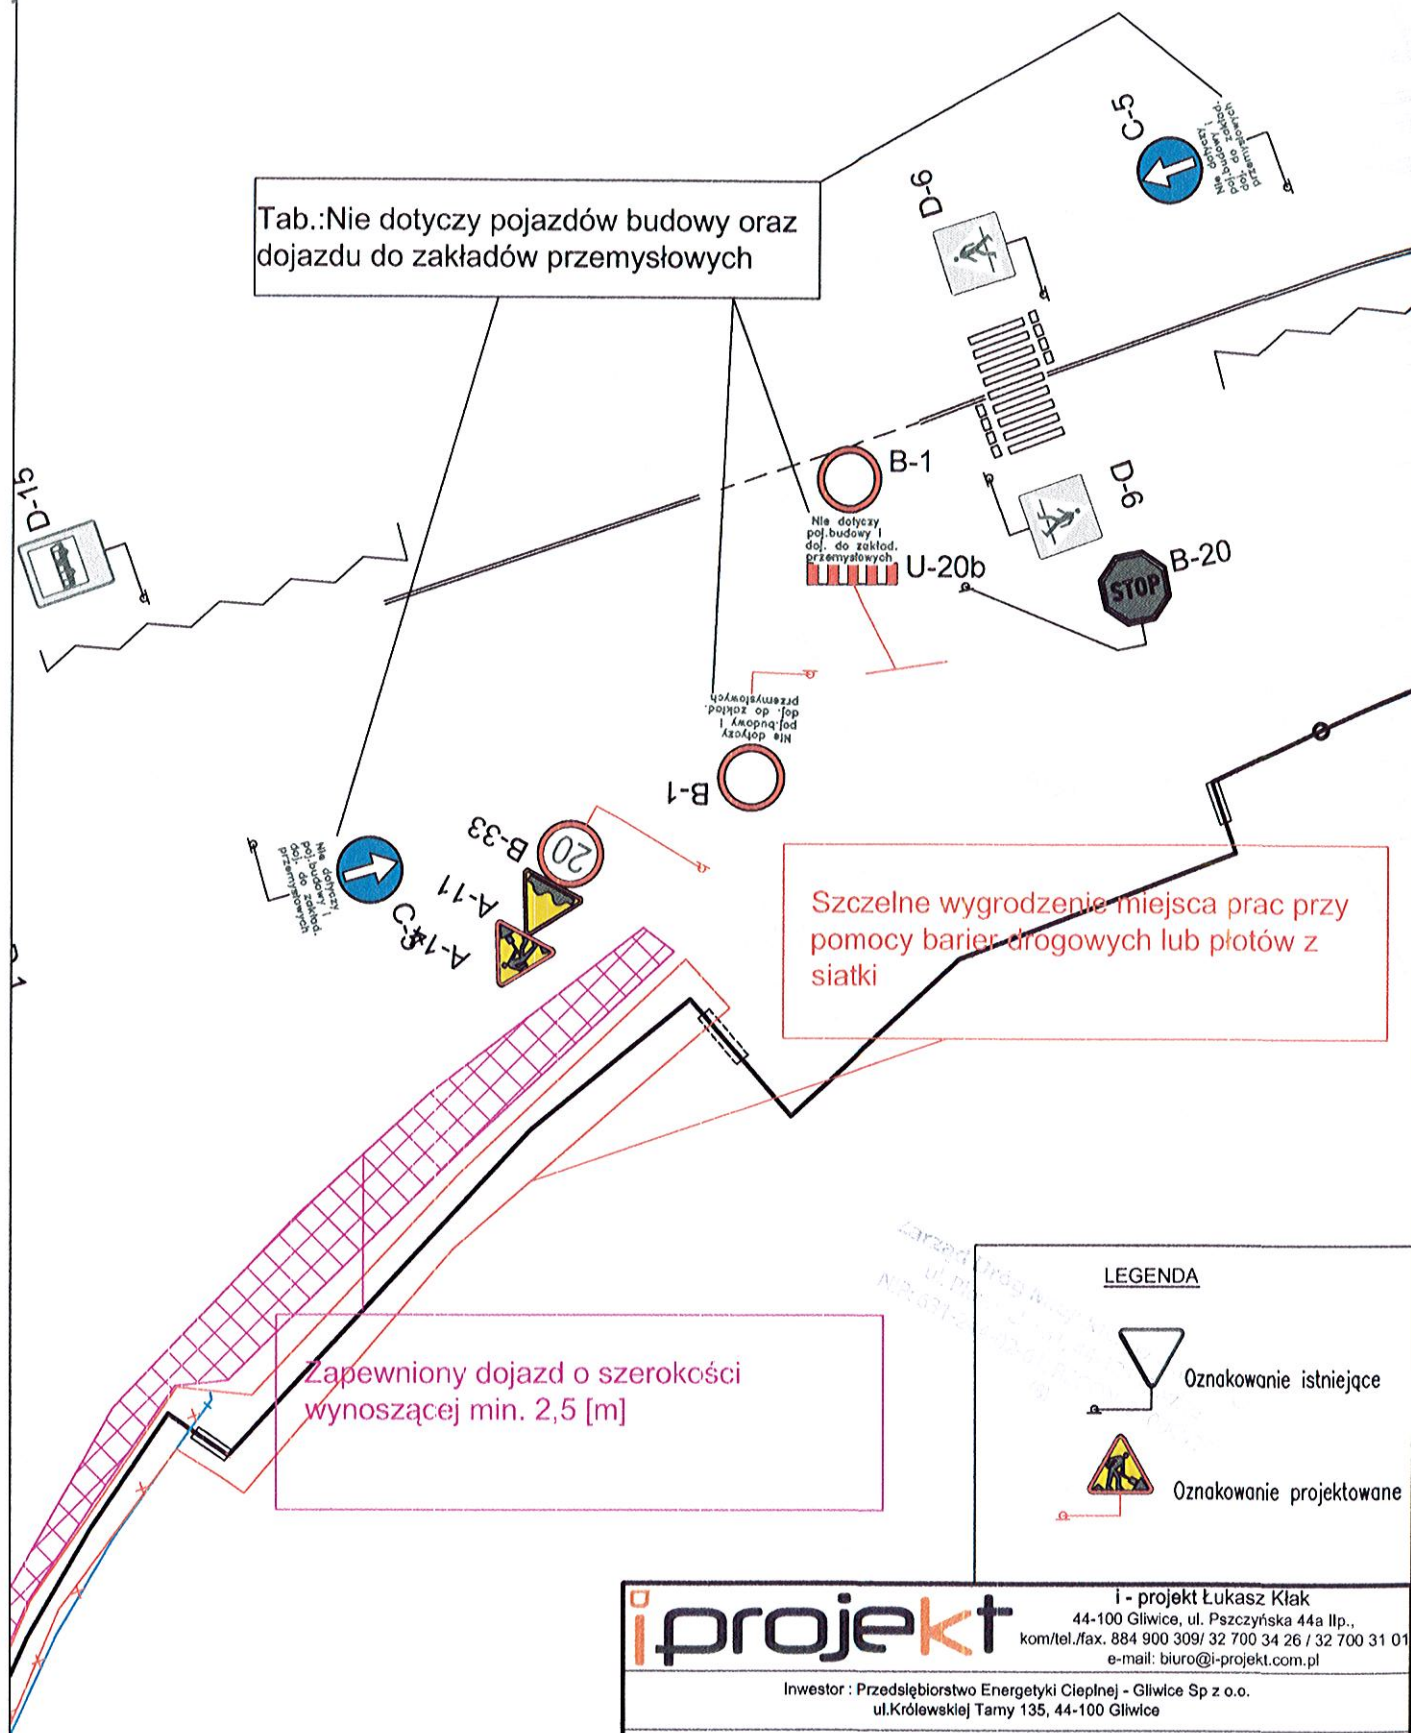 C-5
Nie dotyczy
poj.budowy i
doj. do zakład.
przemysłowych
D-6
Tab.:Nie dotyczy pojazdów budowy oraz
dojazdu do zakładów przemysłowych
D-15
B-1
Nie dotyczy
poj.budowy i
doj. do zakład.
przemysłowych
U-20b
D-6
B-20
STOP
Nie dotyczy
poj.budowy i
doj. do zakład.
przemysłowych
B-1
B-33
20
A-11
A-14
C-5
Nie dotyczy
poj.budowy i
doj. do zakład.
przemysłowych
Szczelne wygrodzenie miejsca prac przy
pomocy barier drogowych lub płotów z
siatki
Zapewniony dojazd o szerokości
wynoszącej min. 2,5 [m]
LEGENDA
Oznakowanie istniejące
Oznakowanie projektowane
iprojekt
i - projekt Łukasz Kłak
44-100 Gliwice, ul. Pszczyńska 44a IIp.,
kom/tel./fax. 884 900 309/ 32 700 34 26 / 32 700 31 01
e-mail: biuro@i-projekt.com.pl
Inwestor : Przedsiębiorstwo Energetyki Cieplnej - Gliwice Sp z o.o.
ul.Królewskiej Tamy 135, 44-100 Gliwice